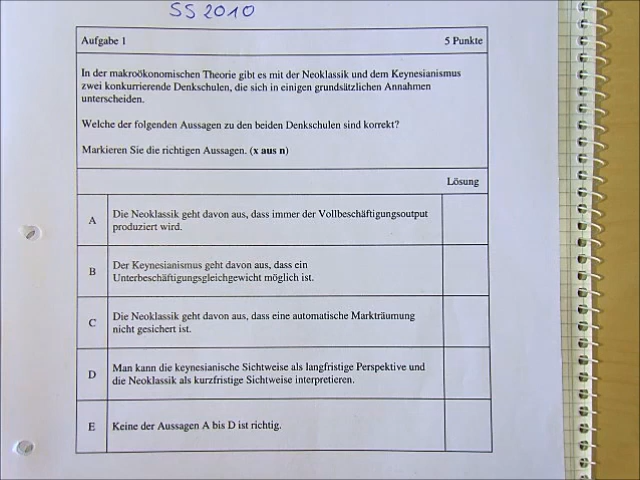 SS 2010
Aufgabe 1 5 Punkte
In der makroökonomischen Theorie gibt es mit der Neoklassik und dem Keynesianismus
zwei konkurrierende Denkschulen, die sich in einigen grundsätzlichen Annahmen
unterscheiden.
Welche der folgenden Aussagen zu den beiden Denkschulen sind korrekt?
Markieren Sie die richtigen Aussagen. (x aus n)
Lösung
A Die Neoklassik geht davon aus, dass immer der Vollbeschäftigungsoutput
produziert wird.
B Der Keynesianismus geht davon aus, dass ein
Unterbeschäftigungsgleichgewicht möglich ist.
C Die Neoklassik geht davon aus, dass eine automatische Markträumung
nicht gesichert ist.
D Man kann die keynesianische Sichtweise als langfristige Perspektive und
die Neoklassik als kurzfristige Sichtweise interpretieren.
E Keine der Aussagen A bis D ist richtig.